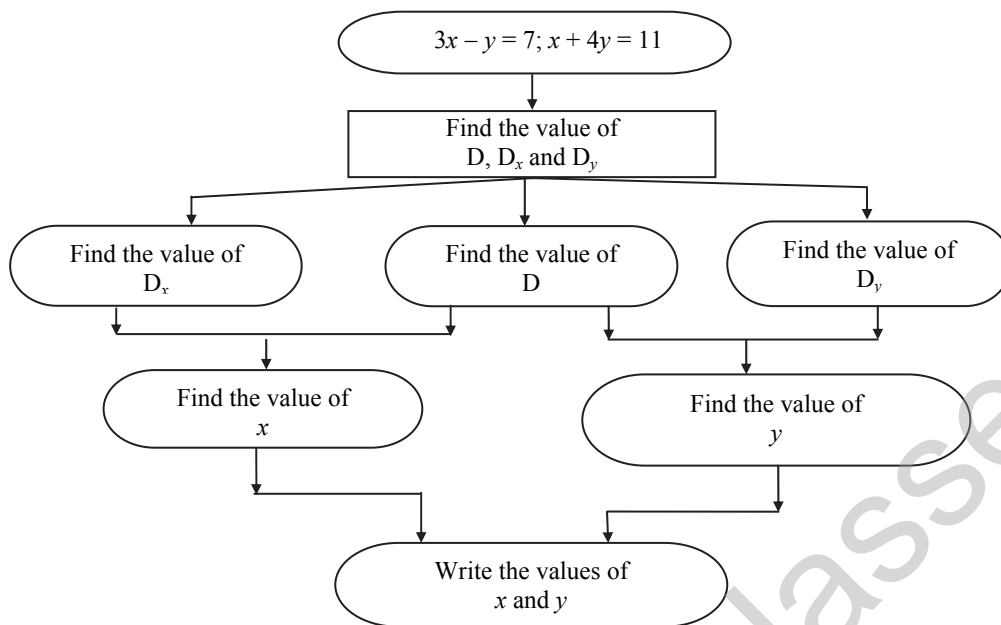 3x – y = 7; x + 4y = 11
Find the value of
D, Dx and Dy
Find the value of
Dx
Find the value of
D
Find the value of
Dy
Find the value of
x
Find the value of
y
Write the values of
x and y